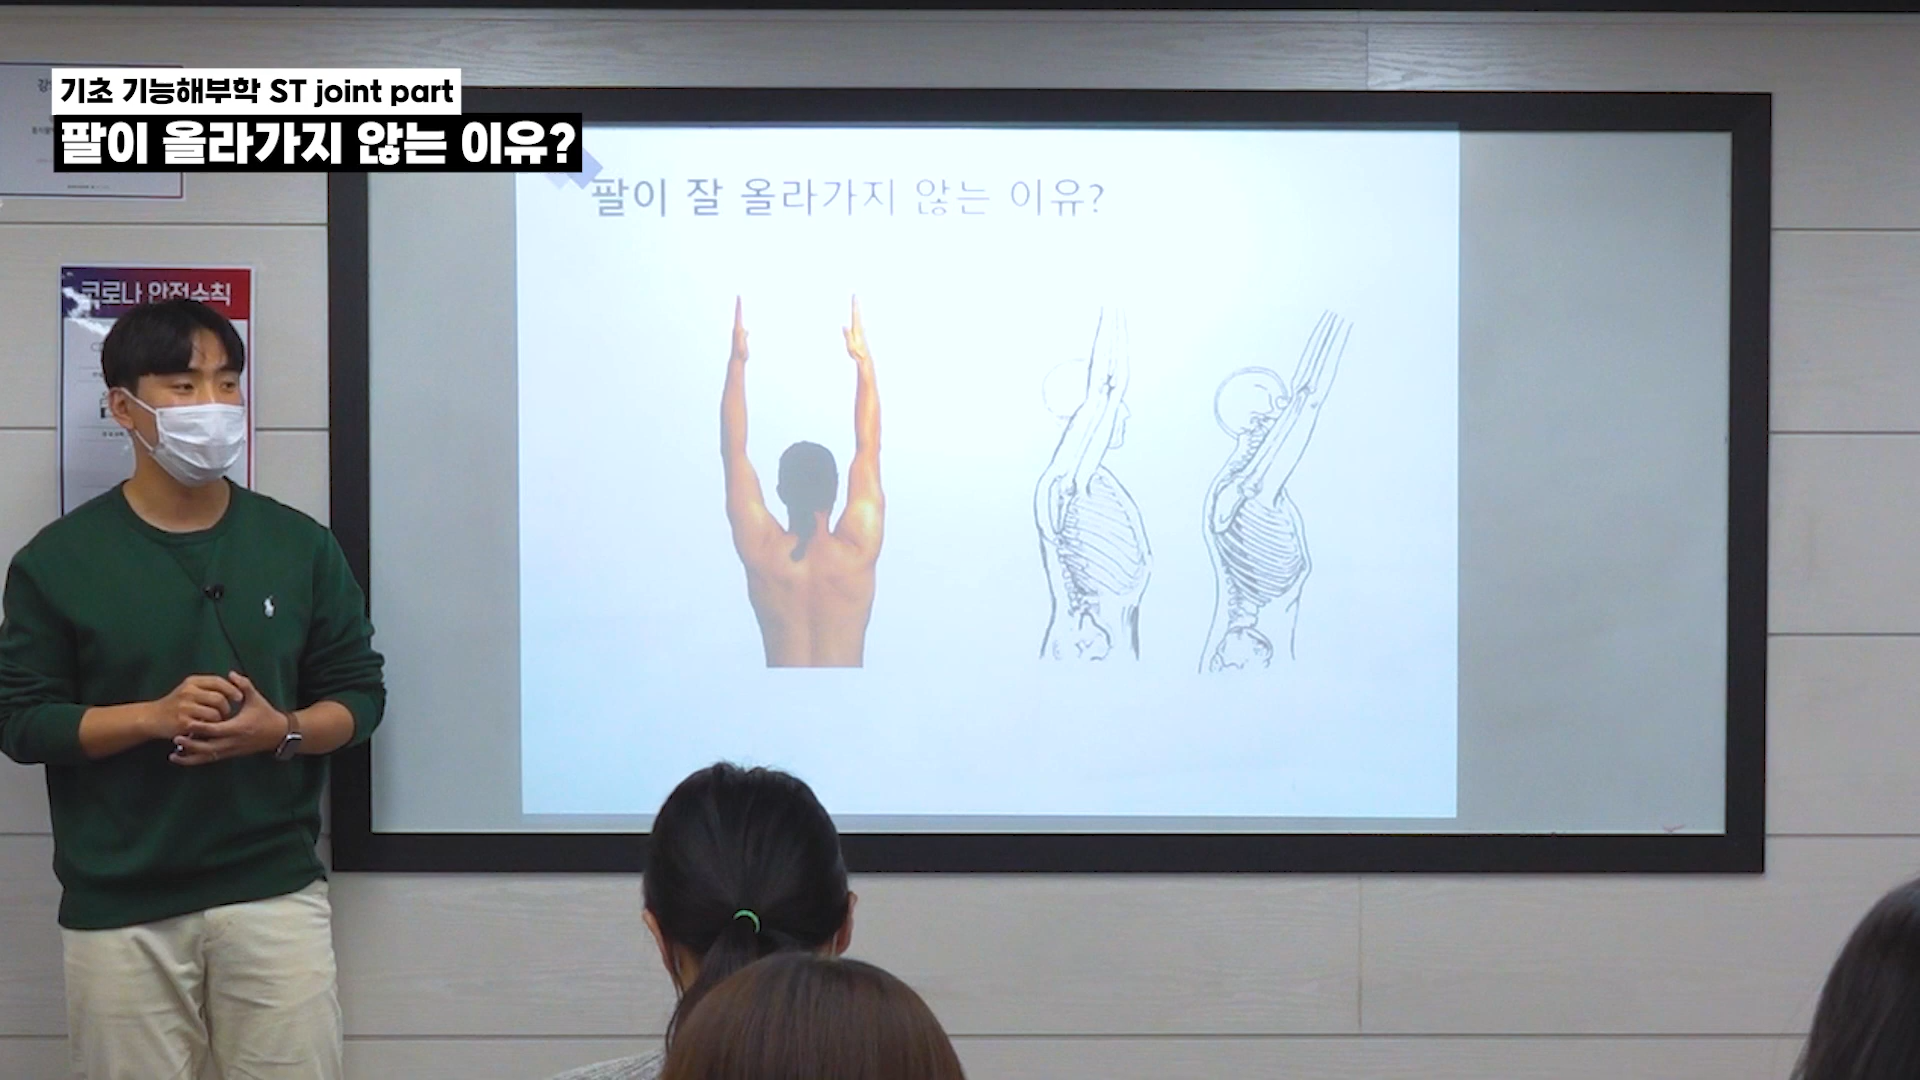 기초 기능해부학 ST joint part
팔이 올라가지 않는 이유?
팔이 잘 올라가지 않는 이유?
코로나 안전수칙